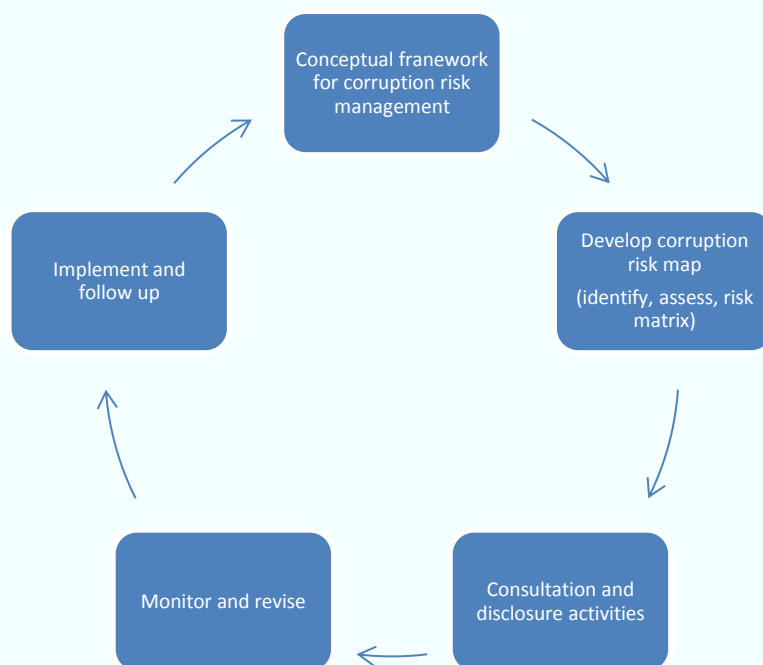 Conceptual franework
for corruption risk
management
Develop corruption
risk map
(identify, assess, risk
matrix)
Consultation and
disclosure activities
Monitor and revise
Implement and
follow up